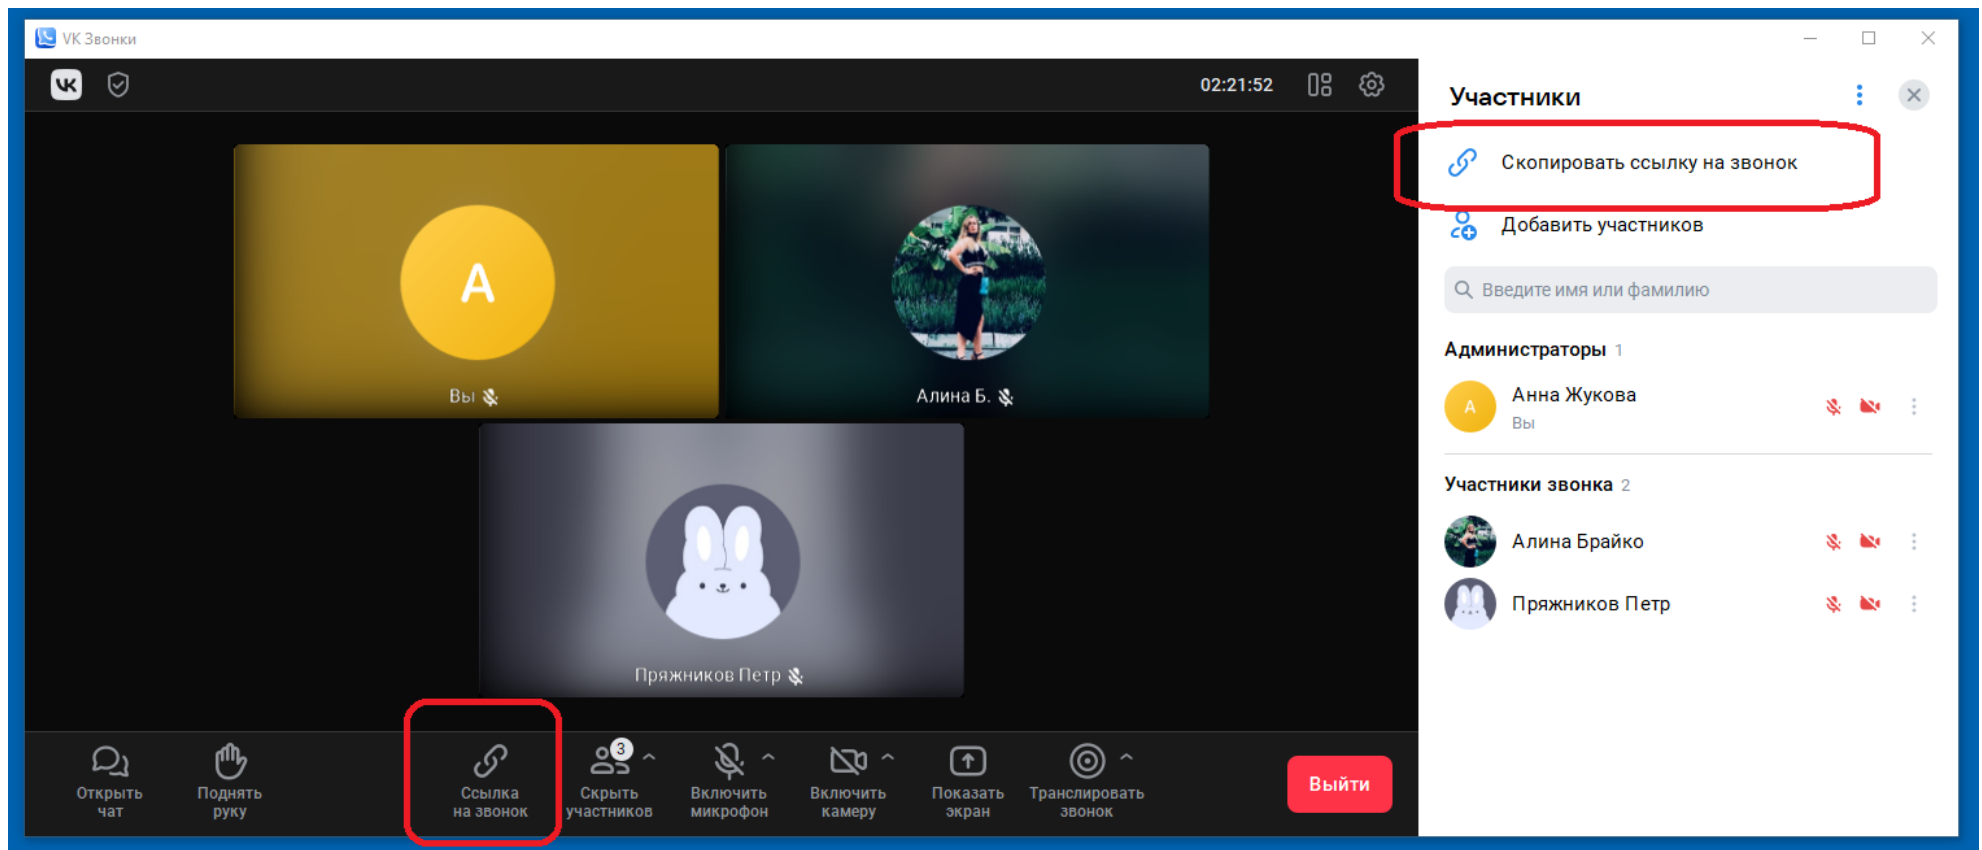 VK Звонки
02:21:52
A
Вы
Алина Б.
Пряжников Петр
Открыть
чат
Поднять
руку
Ссылка
на звонок
3
Скрыть
участников
Включить
микрофон
Включить
камеру
Показать
экран
Транслировать
звонок
Выйти
Участники
Скопировать ссылку на звонок
Добавить участников
Введите имя или фамилию
Администраторы 1
A
Анна Жукова
Вы
Участники звонка 2
Алина Брайко
Пряжников Петр